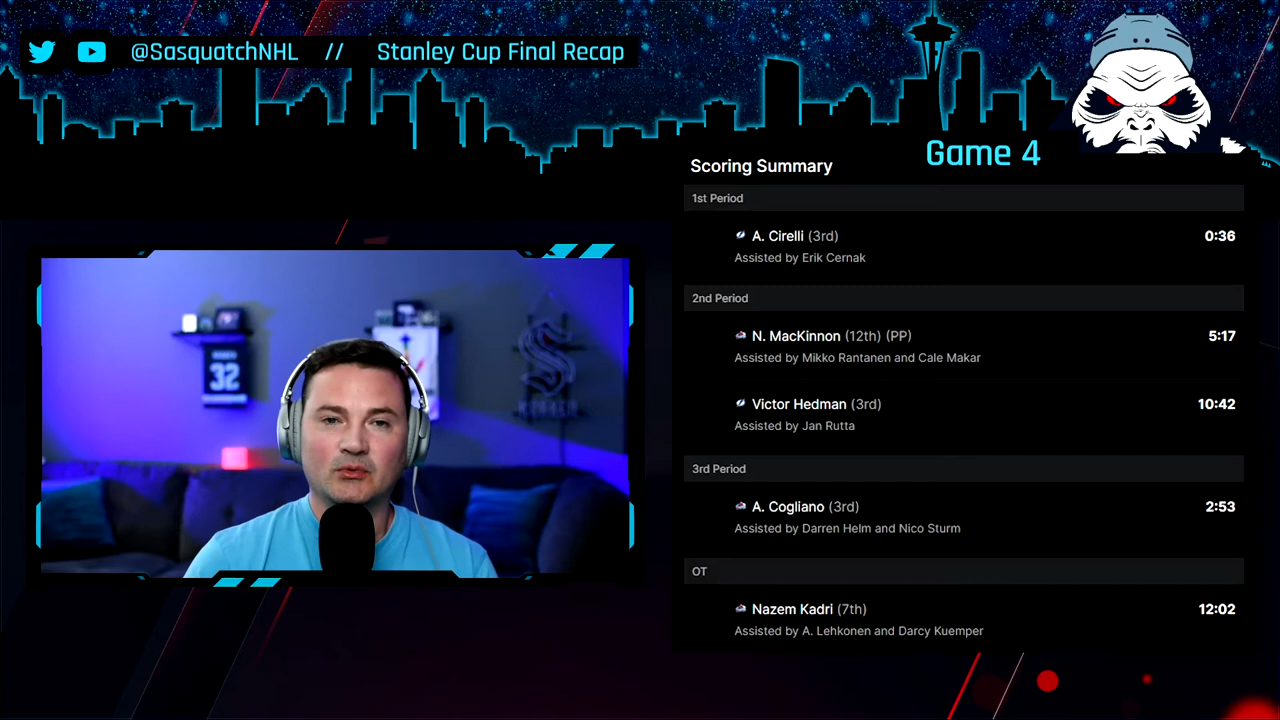 @SasquatchNHL // Stanley Cup Final Recap
Game 4
Scoring Summary
1st Period
A. Cirelli (3rd) 0:36
Assisted by Erik Cernak
2nd Period
N. MacKinnon (12th) (PP) 5:17
Assisted by Mikko Rantanen and Cale Makar
Victor Hedman (3rd) 10:42
Assisted by Jan Rutta
3rd Period
A. Cogliano (3rd) 2:53
Assisted by Darren Helm and Nico Sturm
OT
Nazem Kadri (7th) 12:02
Assisted by A. Lehkonen and Darcy Kuemper
32